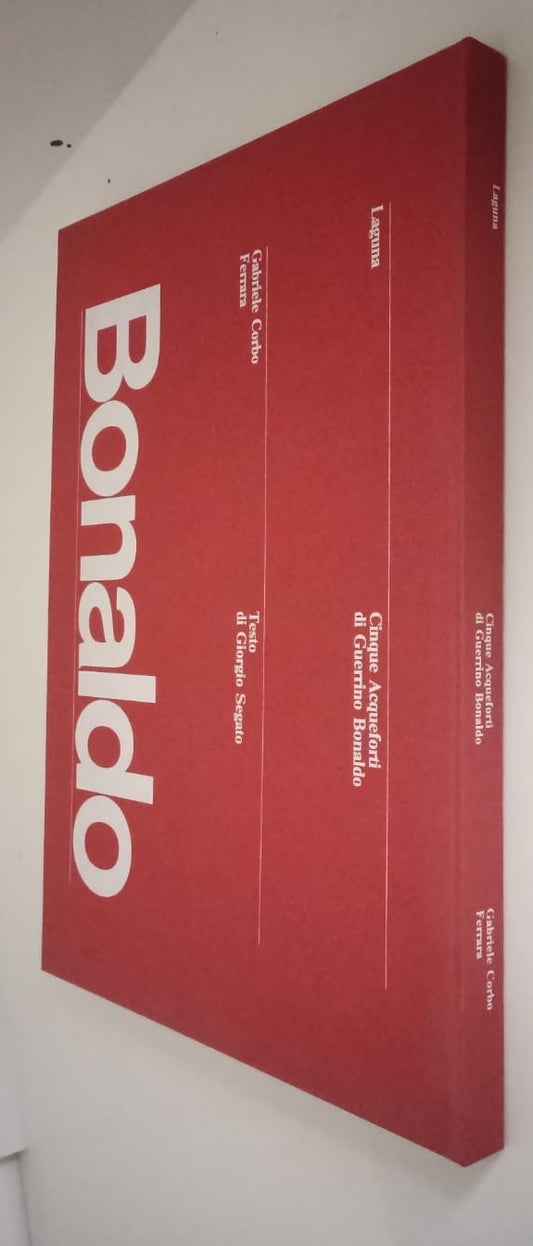 Laguna
Cinque Acqueforti
di Guerrino Bonaldo
Gabriele Corbo
Ferrara
Laguna
Cinque Acqueforti
di Guerrino Bonaldo
Gabriele Corbo
Ferrara
Testo
di Giorgio Segato
Bonaldo